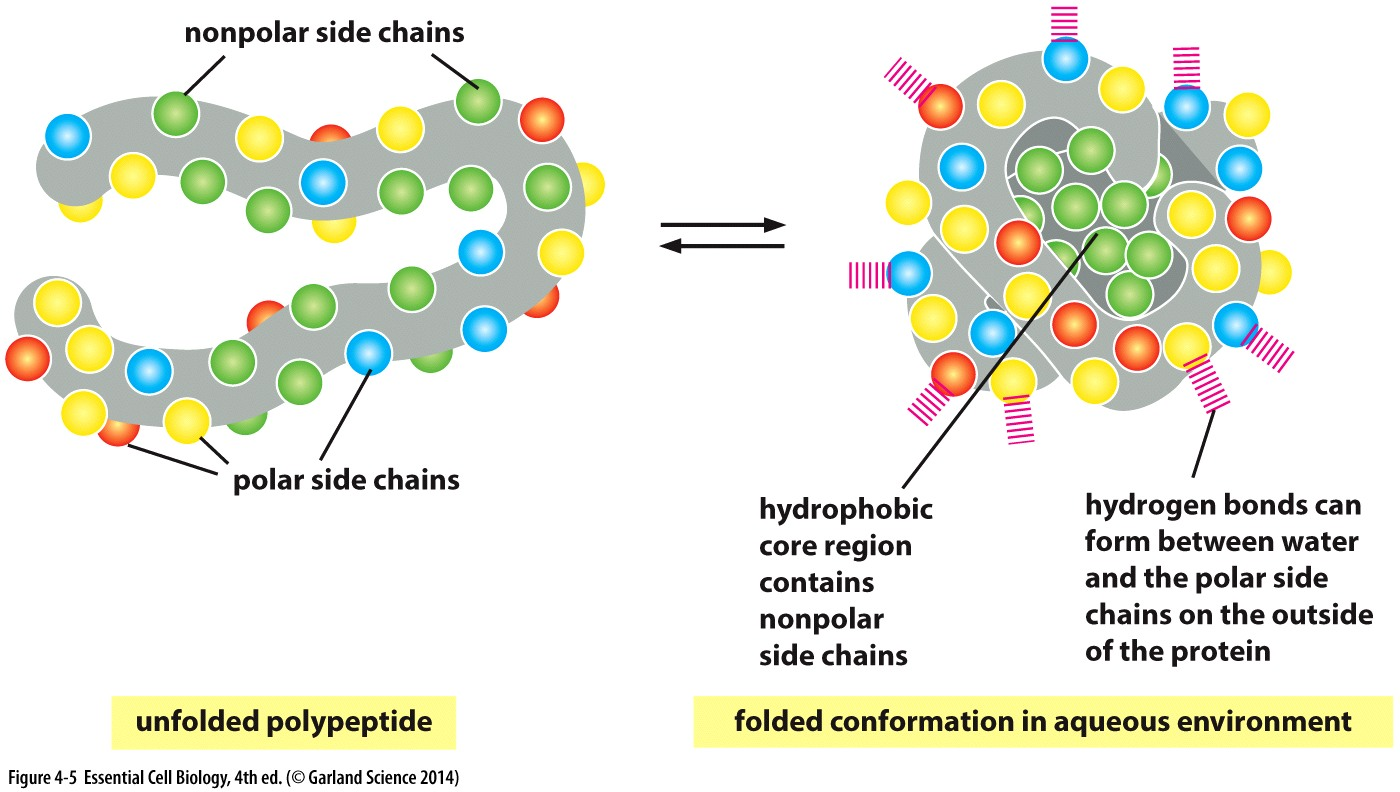 nonpolar side chains
polar side chains
hydrophobic
core region
contains
nonpolar
side chains
hydrogen bonds can
form between water
and the polar side
chains on the outside
of the protein
unfolded polypeptide
folded conformation in aqueous environment
Figure 4-5 Essential Cell Biology, 4th ed. (© Garland Science 2014)